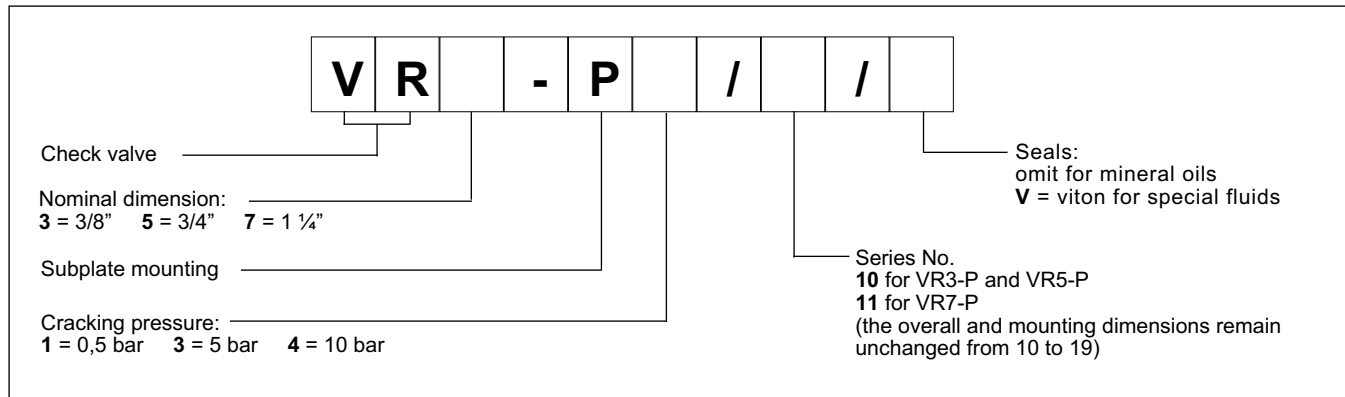 V R - P / /
Check valve
Nominal dimension:
3 = 3/8” 5 = 3/4” 7 = 1 ¼”
Subplate mounting
Cracking pressure:
1 = 0,5 bar 3 = 5 bar 4 = 10 bar
Seals:
omit for mineral oils
V = viton for special fluids
Series No.
10 for VR3-P and VR5-P
11 for VR7-P
(the overall and mounting dimensions remain
unchanged from 10 to 19)